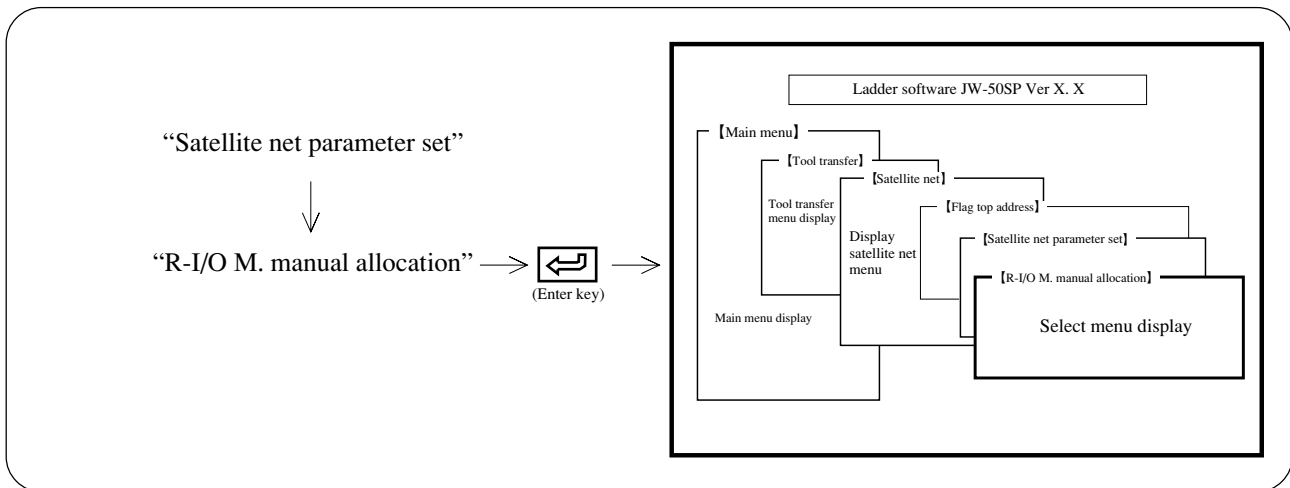 Ladder software JW-50SP Ver X. X
“Satellite net parameter set”
“R-I/O M. manual allocation”
(Enter key)
【Main menu】
【Tool transfer】
【Satellite net】
Tool transfer
menu display
【Flag top address】
Display
satellite net
menu
【Satellite net parameter set】
【R-I/O M. manual allocation】
Main menu display
Select menu display